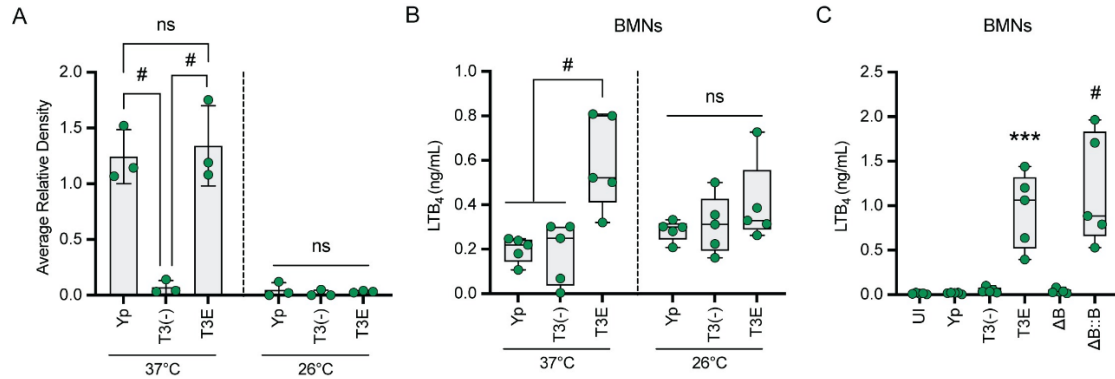 A
ns
#
#
2.0
1.5
1.0
0.5
0.0
Average Relative Density
ns
Yp
T3(-)
T3E
Yp
T3(-)
T3E
37°C
26°C
B
BMNs
#
ns
1.0
0.8
0.6
0.4
0.2
0.0
LTB₄ (ng/mL)
Yp
T3(-)
T3E
Yp
T3(-)
T3E
37°C
26°C
C
BMNs
#
***
2.5
2.0
1.5
1.0
0.5
0.0
LTB₄ (ng/mL)
UI
Yp
T3(-)
T3E
ΔB
ΔB::B